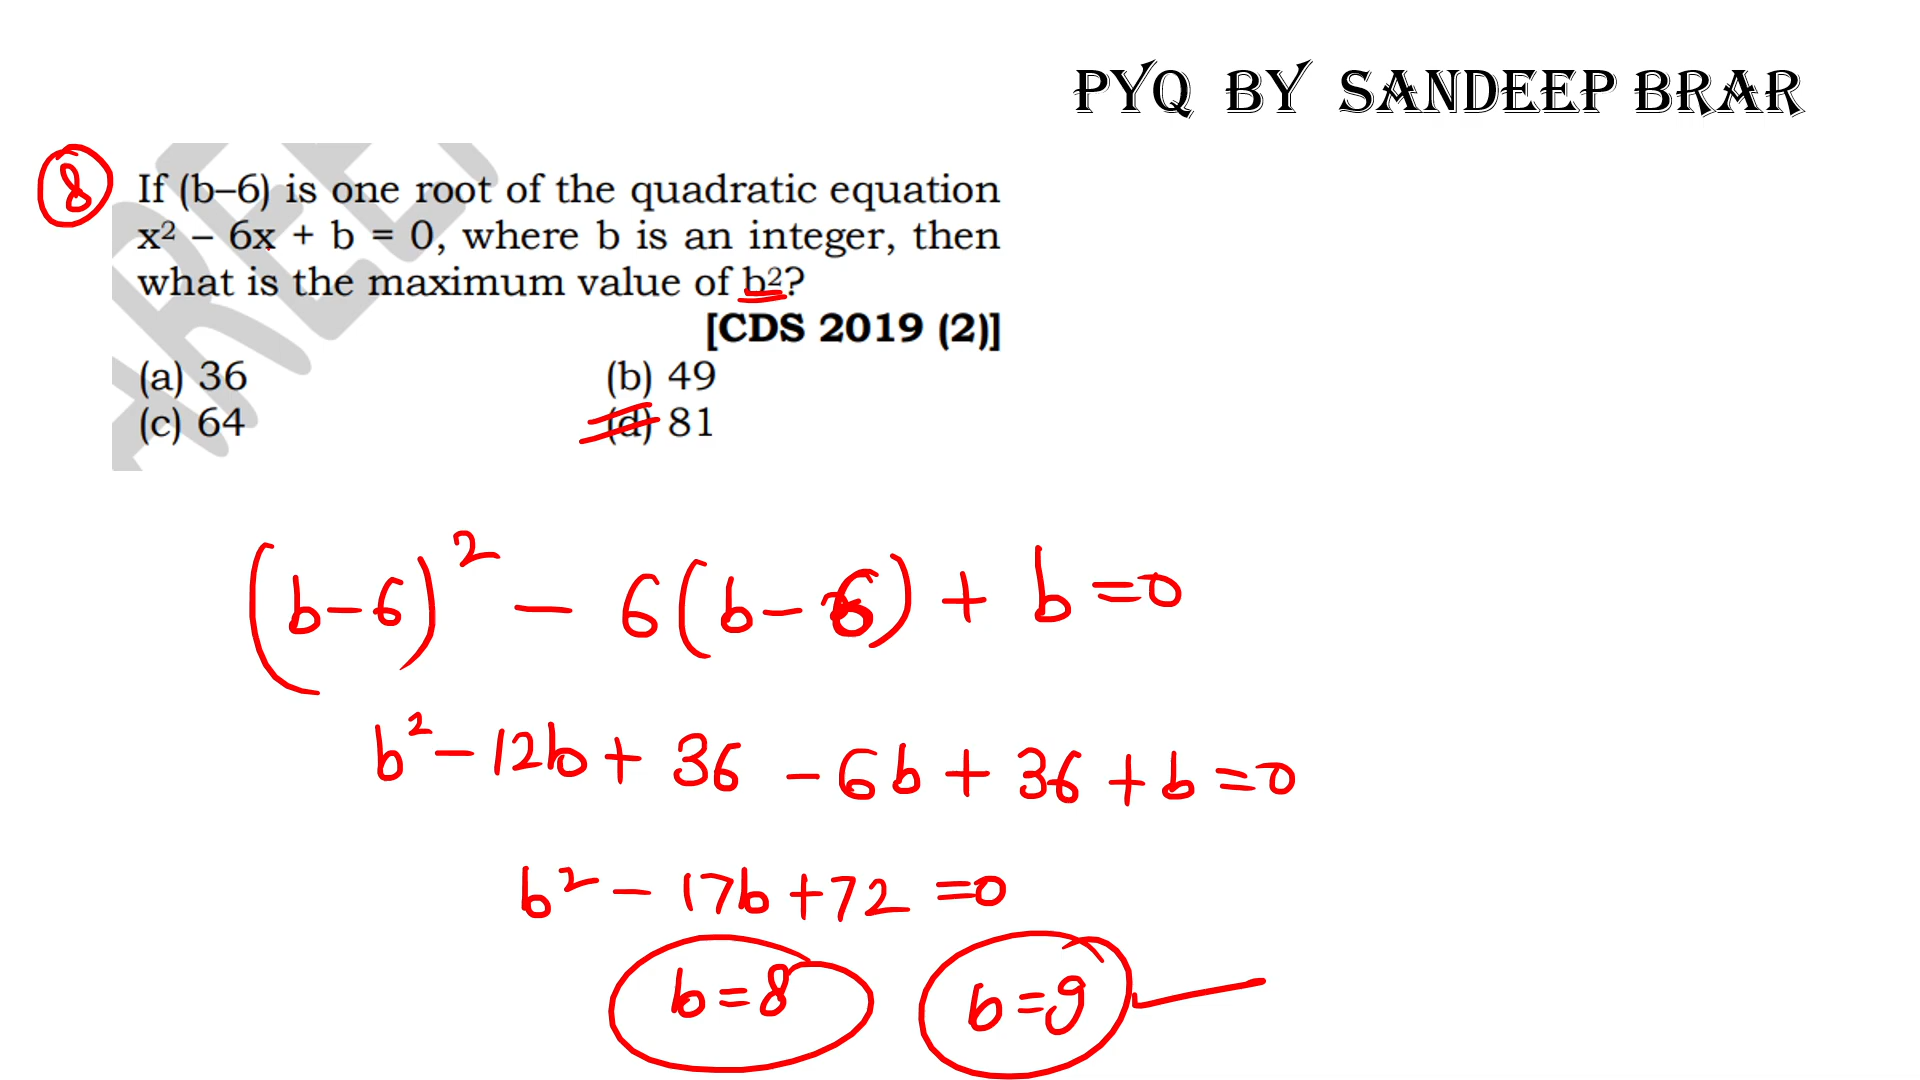 PYQ BY SANDEEP BRAR
8
If (b–6) is one root of the quadratic equation
x² – 6x + b = 0, where b is an integer, then
what is the maximum value of b²?
[CDS 2019 (2)]
(a) 36 (b) 49
(c) 64 (d) 81
(b-6)² - 6(b-6) + b=0
b² - 12b + 36 - 6b + 36 + b = 0
b² - 17b + 72 = 0
b=8 b=9